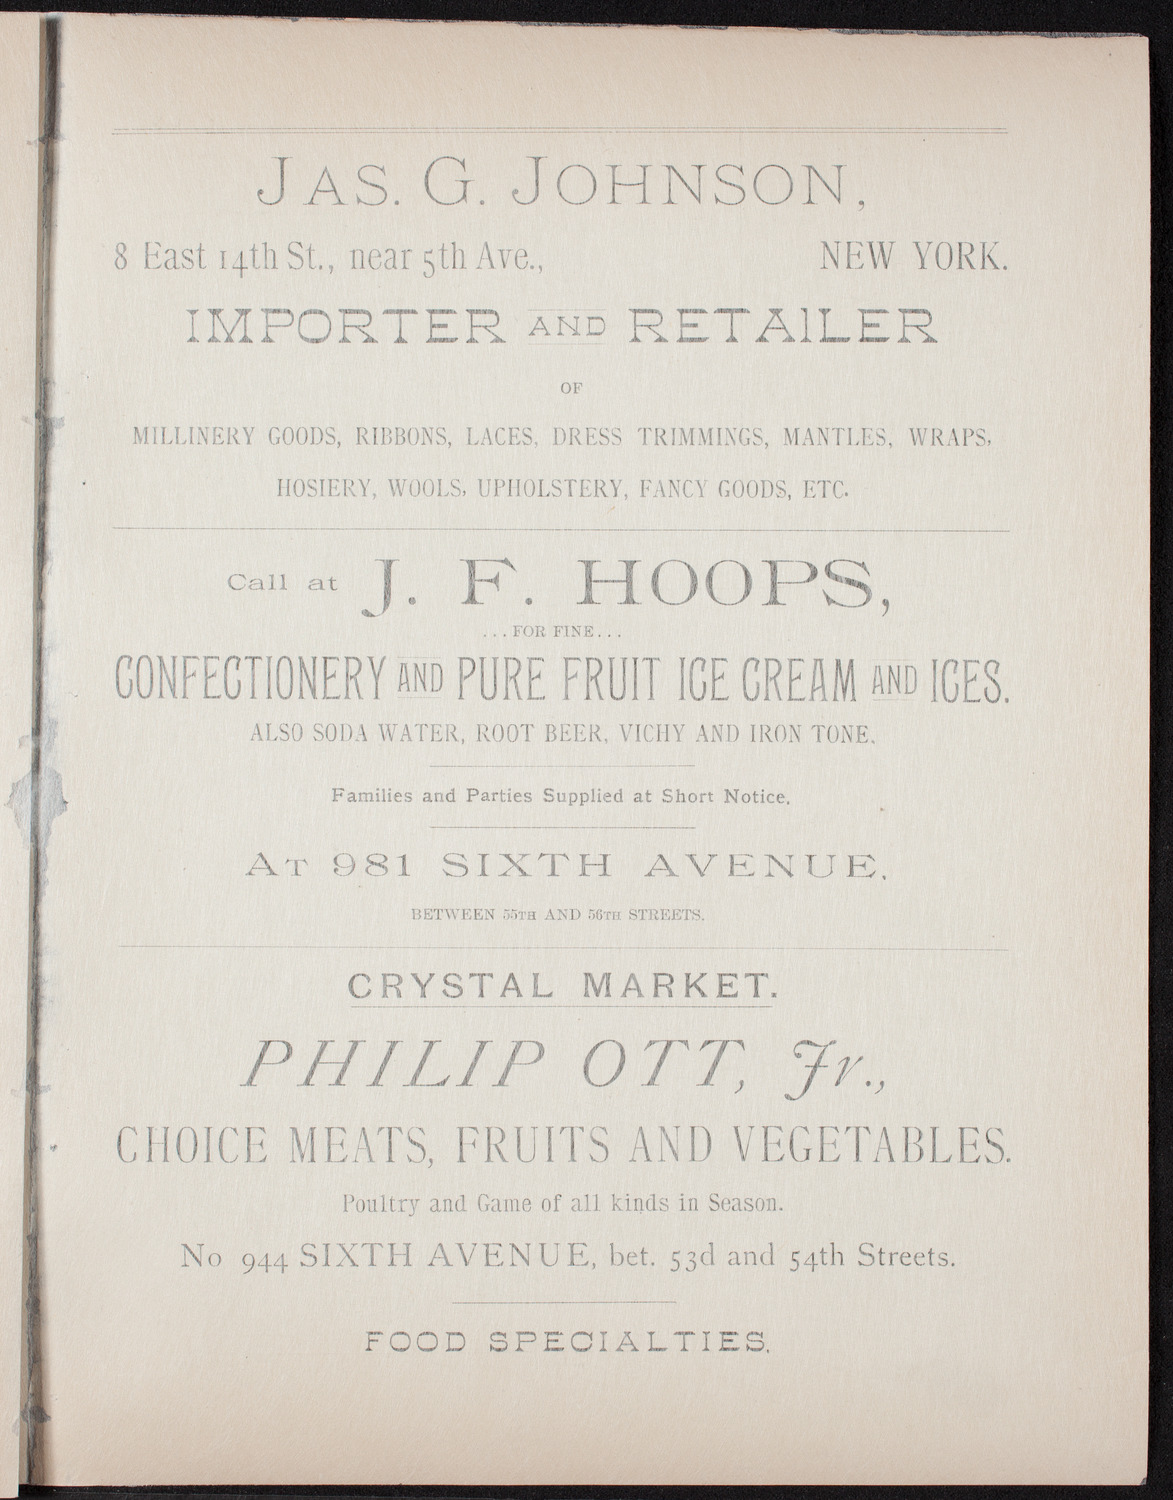 JAS. G. JOHNSON,
8 East 14th St., near 5th Ave., NEW YORK.
IMPORTER AND RETAILER
OF
MILLINERY GOODS, RIBBONS, LACES, DRESS TRIMMINGS, MANTLES, WRAPS,
HOSIERY, WOOLS, UPHOLSTERY, FANCY GOODS, ETC.
Call at J. F. HOOPS,
...FOR FINE...
CONFECTIONERY AND PURE FRUIT ICE CREAM AND ICES.
ALSO SODA WATER, ROOT BEER, VICHY AND IRON TONE.
Families and Parties Supplied at Short Notice.
AT 981 SIXTH AVENUE.
BETWEEN 55TH AND 56TH STREETS.
CRYSTAL MARKET.
PHILIP OTT, Jr.,
CHOICE MEATS, FRUITS AND VEGETABLES.
Poultry and Game of all kinds in Season.
No 944 SIXTH AVENUE, bet. 53d and 54th Streets.
FOOD SPECIALTIES.